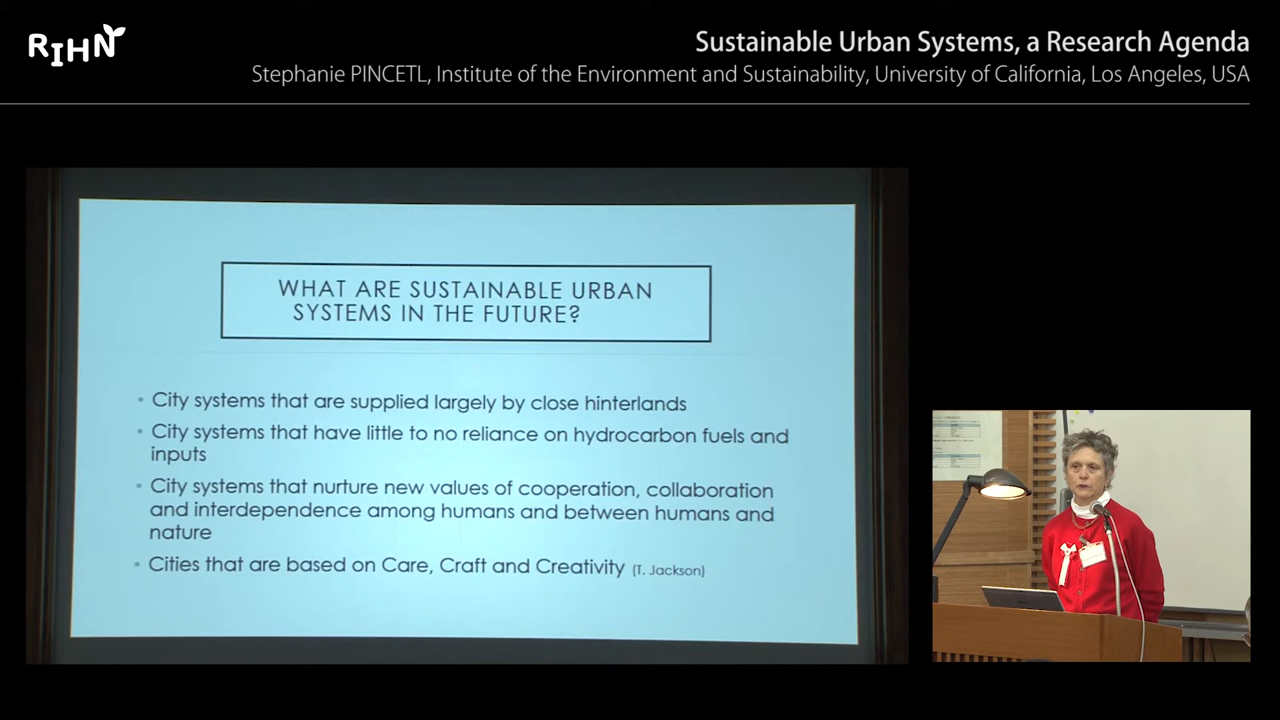 RIHN
Sustainable Urban Systems, a Research Agenda
Stephanie PINCETL, Institute of the Environment and Sustainability, University of California, Los Angeles, USA
WHAT ARE SUSTAINABLE URBAN
SYSTEMS IN THE FUTURE?
• City systems that are supplied largely by close hinterlands
• City systems that have little to no reliance on hydrocarbon fuels and
inputs
• City systems that nurture new values of cooperation, collaboration
and interdependence among humans and between humans and
nature
• Cities that are based on Care, Craft and Creativity (T. Jackson)